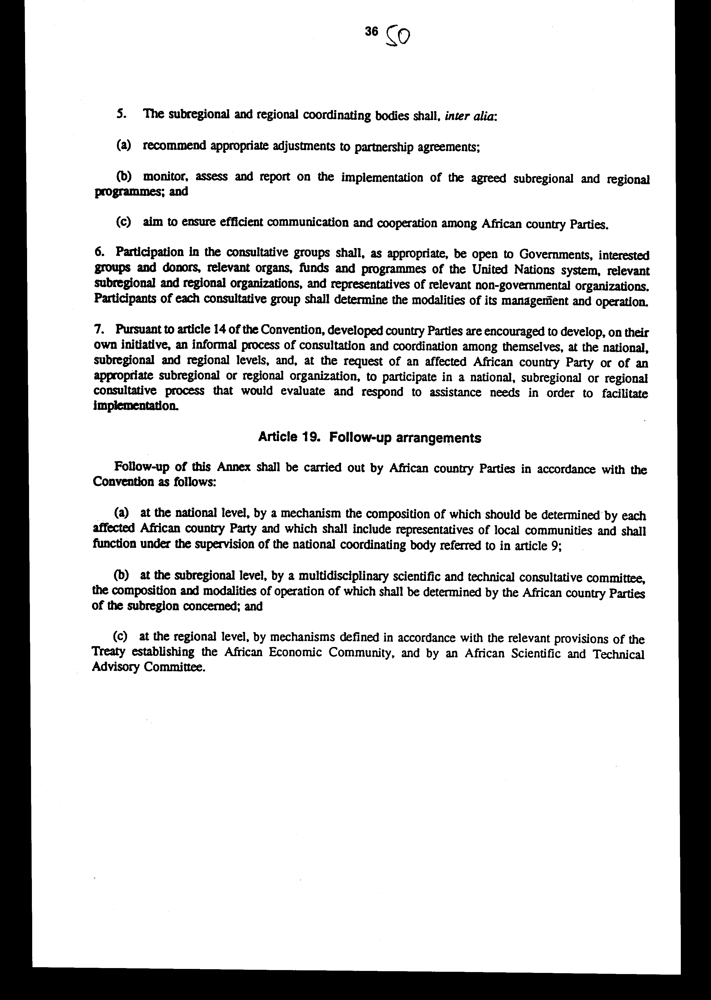 36 50
5. The subregional and regional coordinating bodies shall, inter alia:
(a) recommend appropriate adjustments to partnership agreements;
(b) monitor, assess and report on the implementation of the agreed subregional and regional
programmes; and
(c) aim to ensure efficient communication and cooperation among African country Parties.
6. Participation in the consultative groups shall, as appropriate, be open to Governments, interested
groups and donors, relevant organs, funds and programmes of the United Nations system, relevant
subregional and regional organizations, and representatives of relevant non-governmental organizations.
Participants of each consultative group shall determine the modalities of its management and operation.
7. Pursuant to article 14 of the Convention, developed country Parties are encouraged to develop, on their
own initiative, an informal process of consultation and coordination among themselves, at the national,
subregional and regional levels, and, at the request of an affected African country Party or of an
appropriate subregional or regional organization, to participate in a national, subregional or regional
consultative process that would evaluate and respond to assistance needs in order to facilitate
implementation.
Article 19. Follow-up arrangements
Follow-up of this Annex shall be carried out by African country Parties in accordance with the
Convention as follows:
(a) at the national level, by a mechanism the composition of which should be determined by each
affected African country Party and which shall include representatives of local communities and shall
function under the supervision of the national coordinating body referred to in article 9;
(b) at the subregional level, by a multidisciplinary scientific and technical consultative committee,
the composition and modalities of operation of which shall be determined by the African country Parties
of the subregion concerned; and
(c) at the regional level, by mechanisms defined in accordance with the relevant provisions of the
Treaty establishing the African Economic Community, and by an African Scientific and Technical
Advisory Committee.